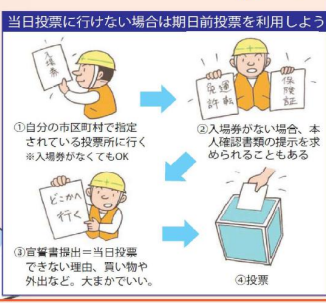 当日投票に行けない場合は期日前投票を利用しよう
入場券
①自分の市区町村で指定
されている投票所に行く
※入場券がなくてもOK
免許
運転
保険証
②入場券がない場合、本
人確認書類の提示を求
められることもある
どこかへ
行く
③宣誓書提出＝当日投票
できない理由、買い物や
外出など。大まかでいい。
④投票